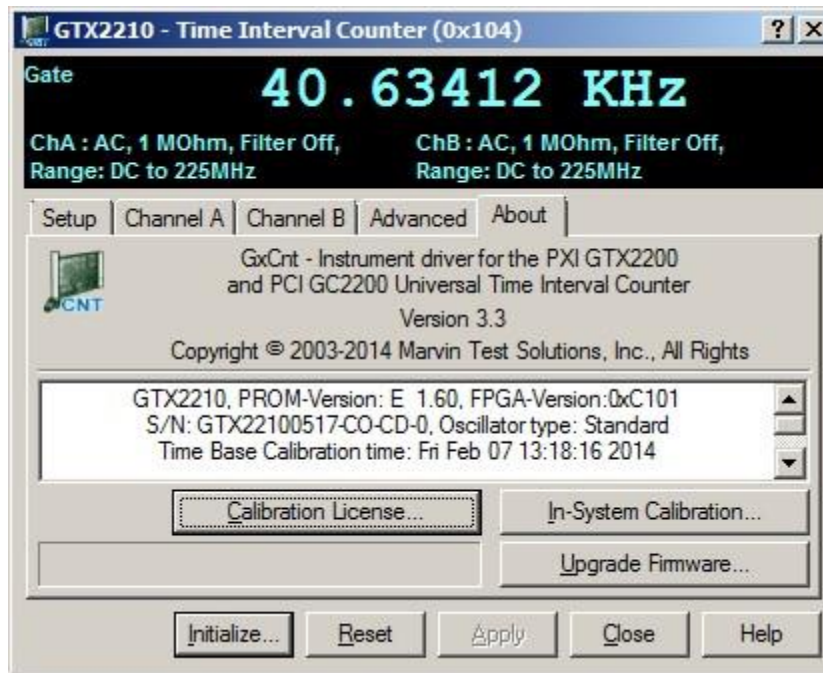 GTX2210 - Time Interval Counter (0x104)
Gate
40.63412 KHz
ChA : AC, 1 MOhm, Filter Off,
Range: DC to 225MHz
ChB : AC, 1 MOhm, Filter Off,
Range: DC to 225MHz
Setup
Channel A
Channel B
Advanced
About
CNT
GxCnt - Instrument driver for the PXI GTX2200
and PCI GC2200 Universal Time Interval Counter
Version 3.3
Copyright © 2003-2014 Marvin Test Solutions, Inc., All Rights
GTX2210, PROM-Version: E 1.60, FPGA-Version:0xC101
S/N: GTX22100517-CO-CD-0, Oscillator type: Standard
Time Base Calibration time: Fri Feb 07 13:18:16 2014
Calibration License...
In-System Calibration...
Upgrade Firmware...
Initialize...
Reset
Apply
Close
Help